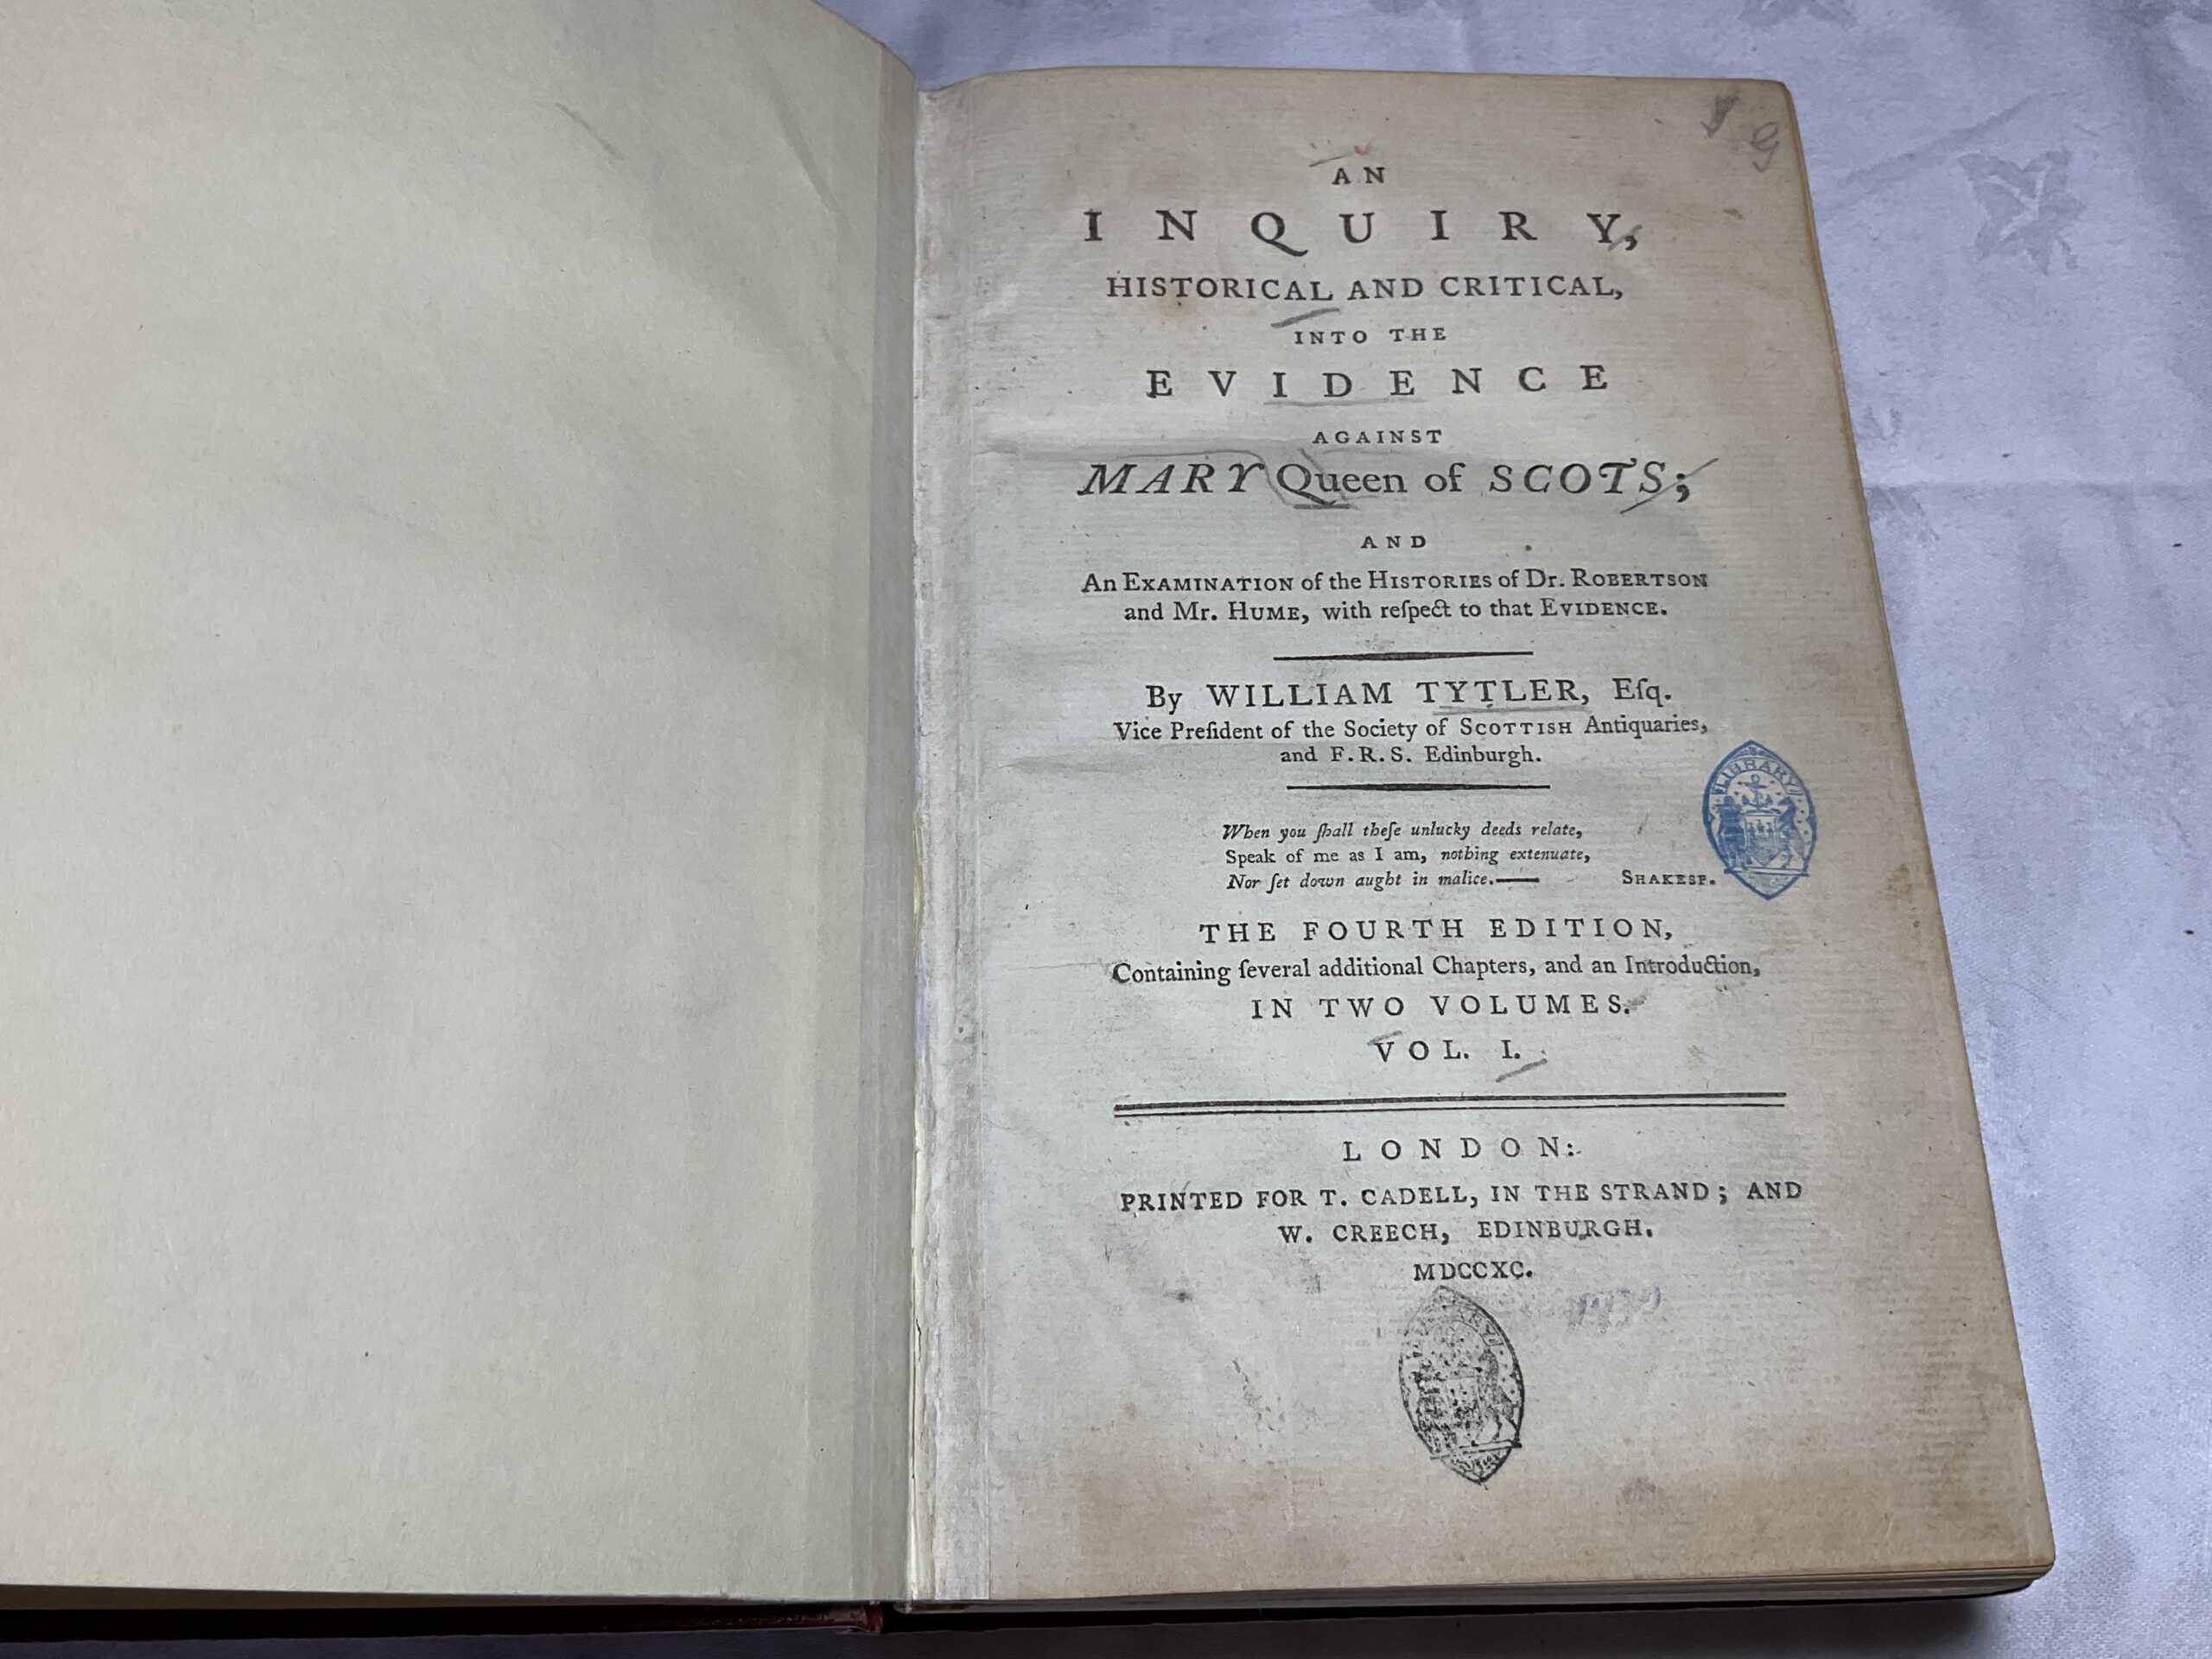 AN
INQUIRY,
HISTORICAL AND CRITICAL,
INTO THE
EVIDENCE
AGAINST
MARY Queen of SCOTS;
AND
An EXAMINATION of the HISTORIES of Dr. ROBERTSON
and Mr. HUME, with reſpect to that EVIDENCE.
By WILLIAM TYTLER, Eſq.
Vice Preſident of the Society of SCOTTISH Antiquaries,
and F. R. S. Edinburgh.
When you ſhall theſe unlucky deeds relate,
Speak of me as I am, nothing extenuate,
Nor ſet down aught in malice.—— SHAKESP.
LIBRARY
THE FOURTH EDITION,
Containing ſeveral additional Chapters, and an Introduction,
IN TWO VOLUMES.
VOL. I.
LONDON:
PRINTED FOR T. CADELL, IN THE STRAND; AND
W. CREECH, EDINBURGH.
MDCCXC.